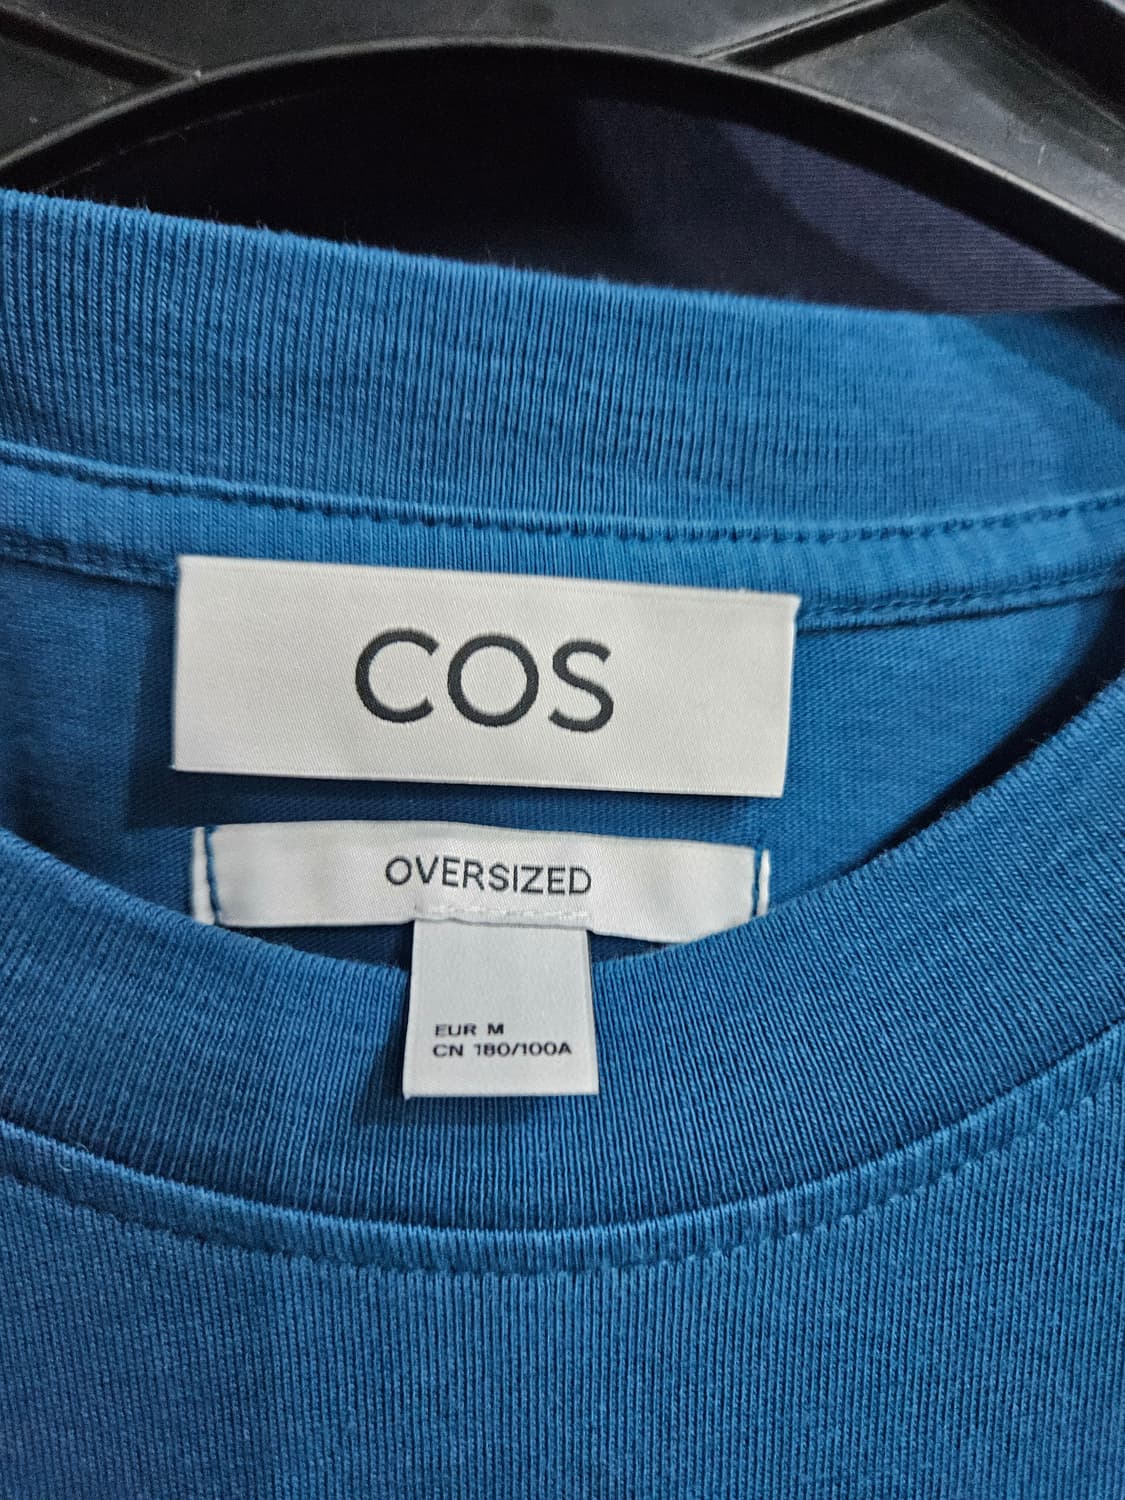 COS
OVERSIZED
EUR M
CN 180/100A